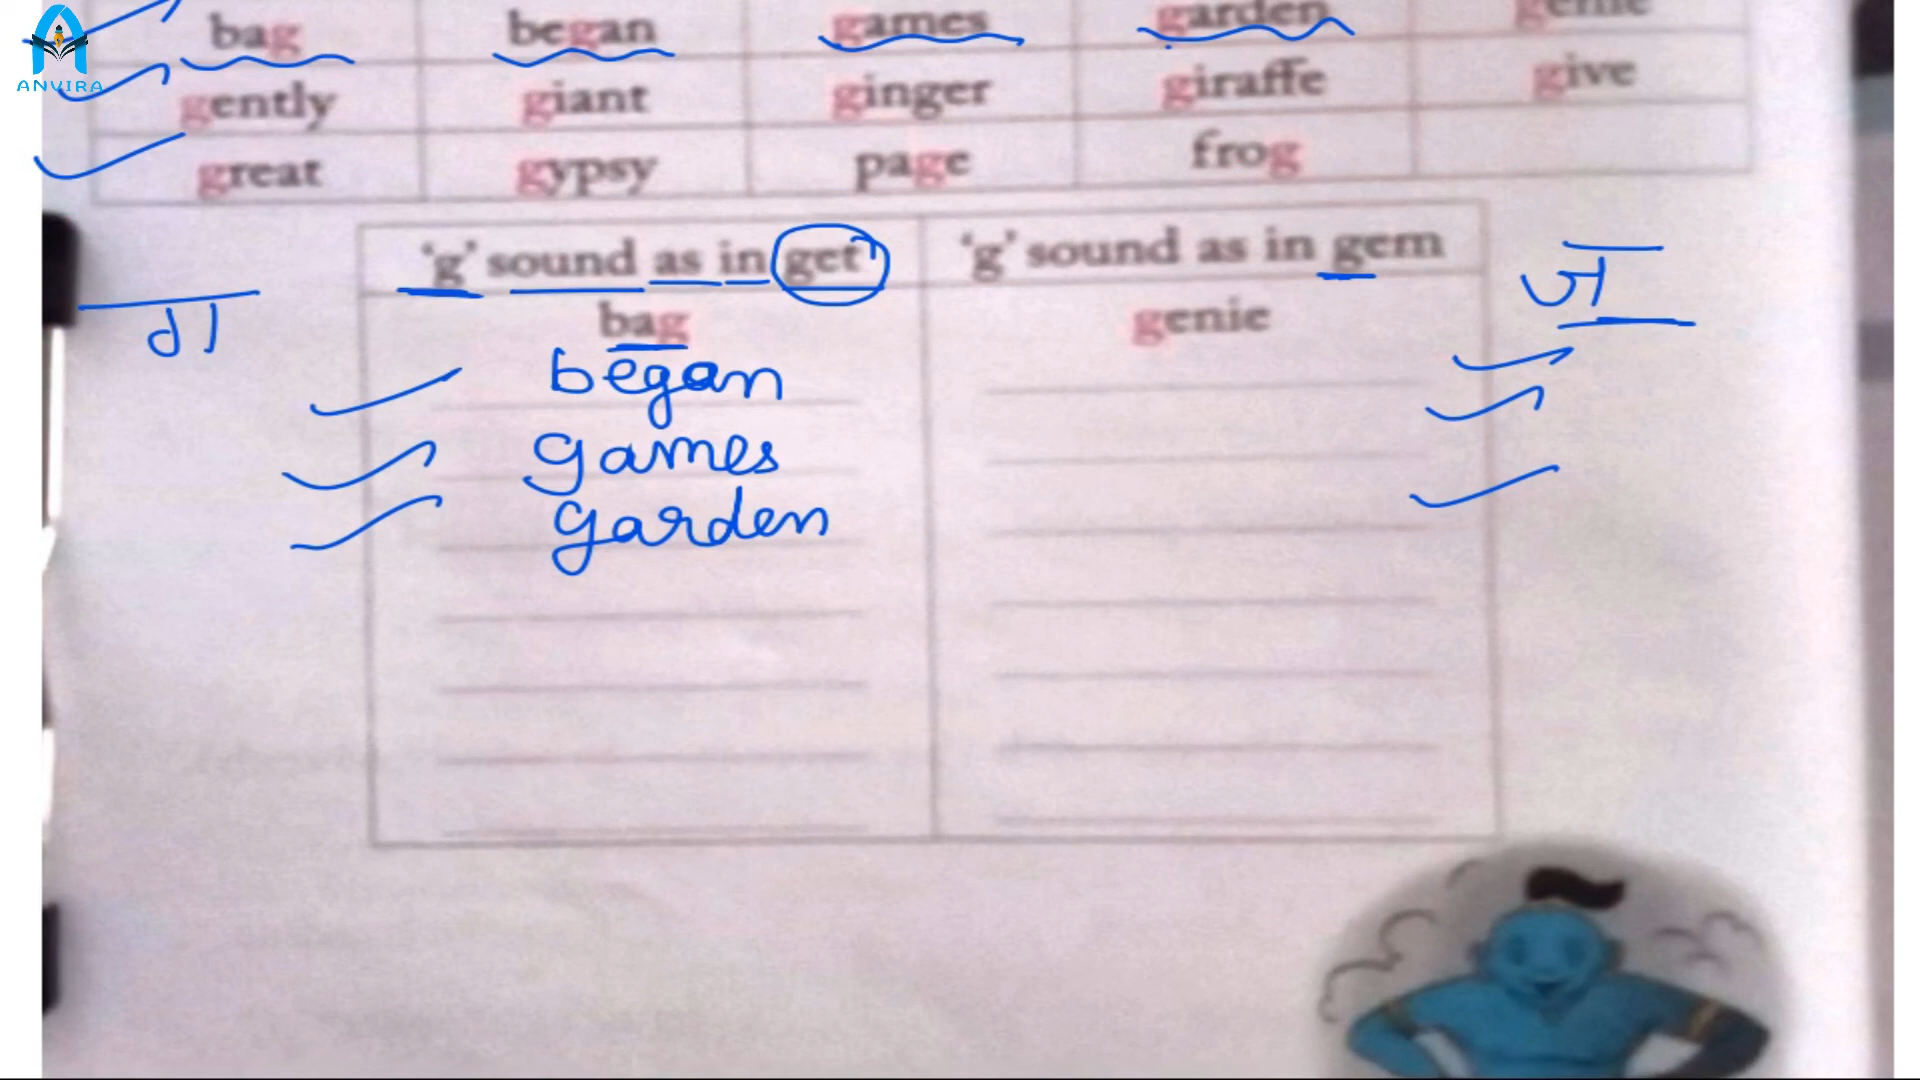 ANVIRA
bag began games garden genie
gently giant ginger giraffe give
great gypsy page frog
'g' sound as in get 'g' sound as in gem
ग ज
bag genie
began
games
garden